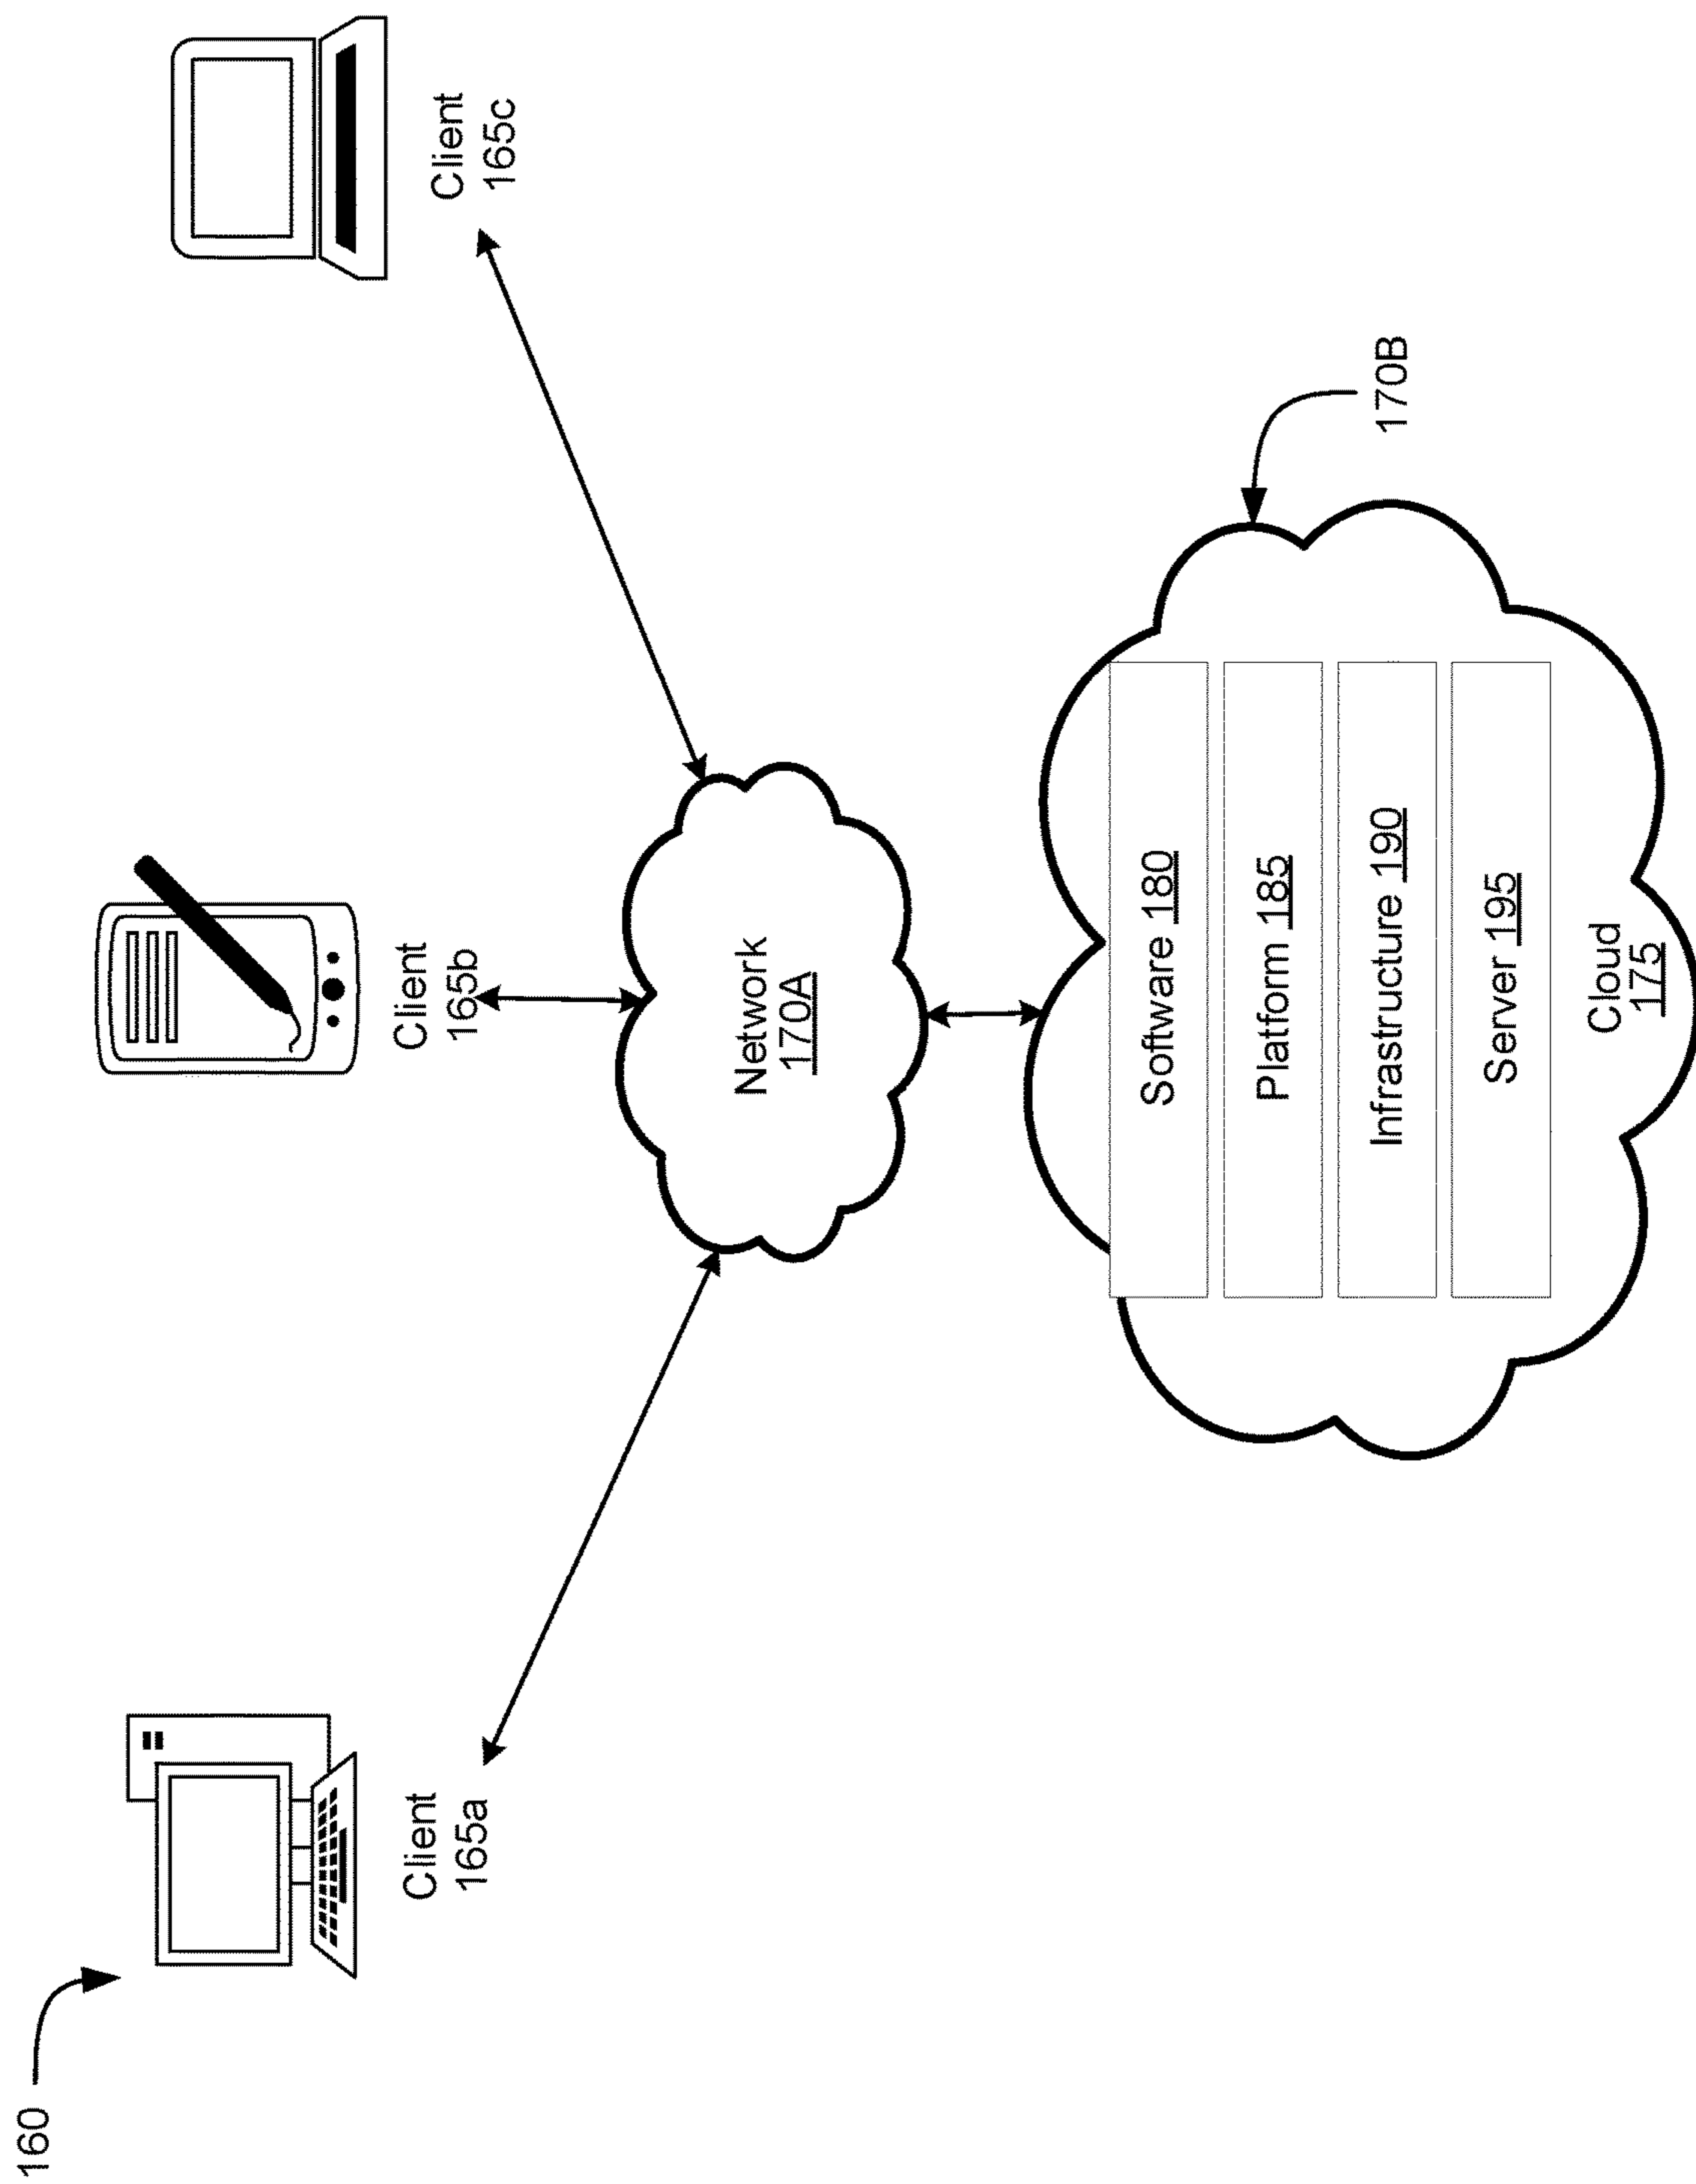 160
Client
165a
Client
165b
Client
165c
Network
170A
170B
Software 180
Platform 185
Infrastructure 190
Server 195
Cloud
175